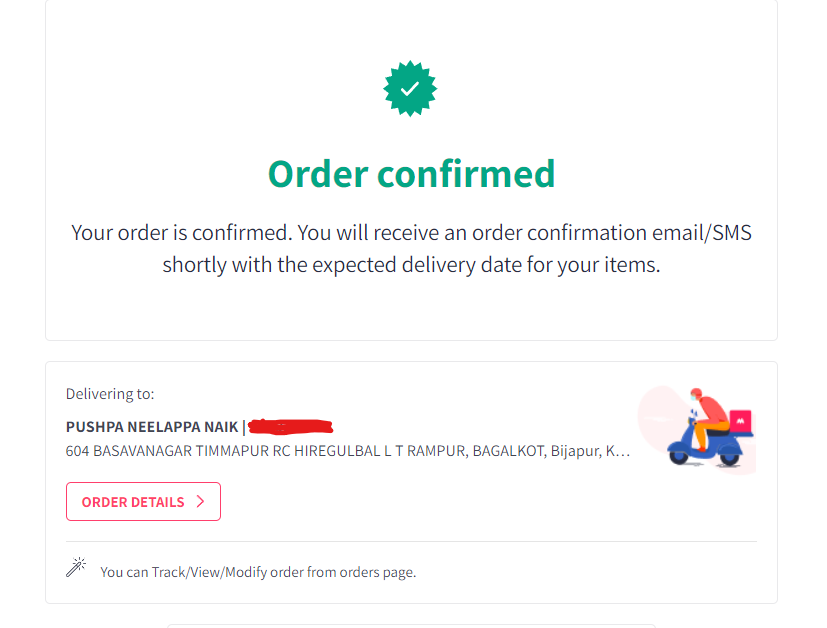 Order confirmed
Your order is confirmed. You will receive an order confirmation email/SMS
shortly with the expected delivery date for your items.
Delivering to:
PUSHPA NEELAPPA NAIK |
604 BASAVANAGAR TIMMAPUR RC HIREGULBAL L T RAMPUR, BAGALKOT, Bijapur, K...
ORDER DETAILS
You can Track/View/Modify order from orders page.